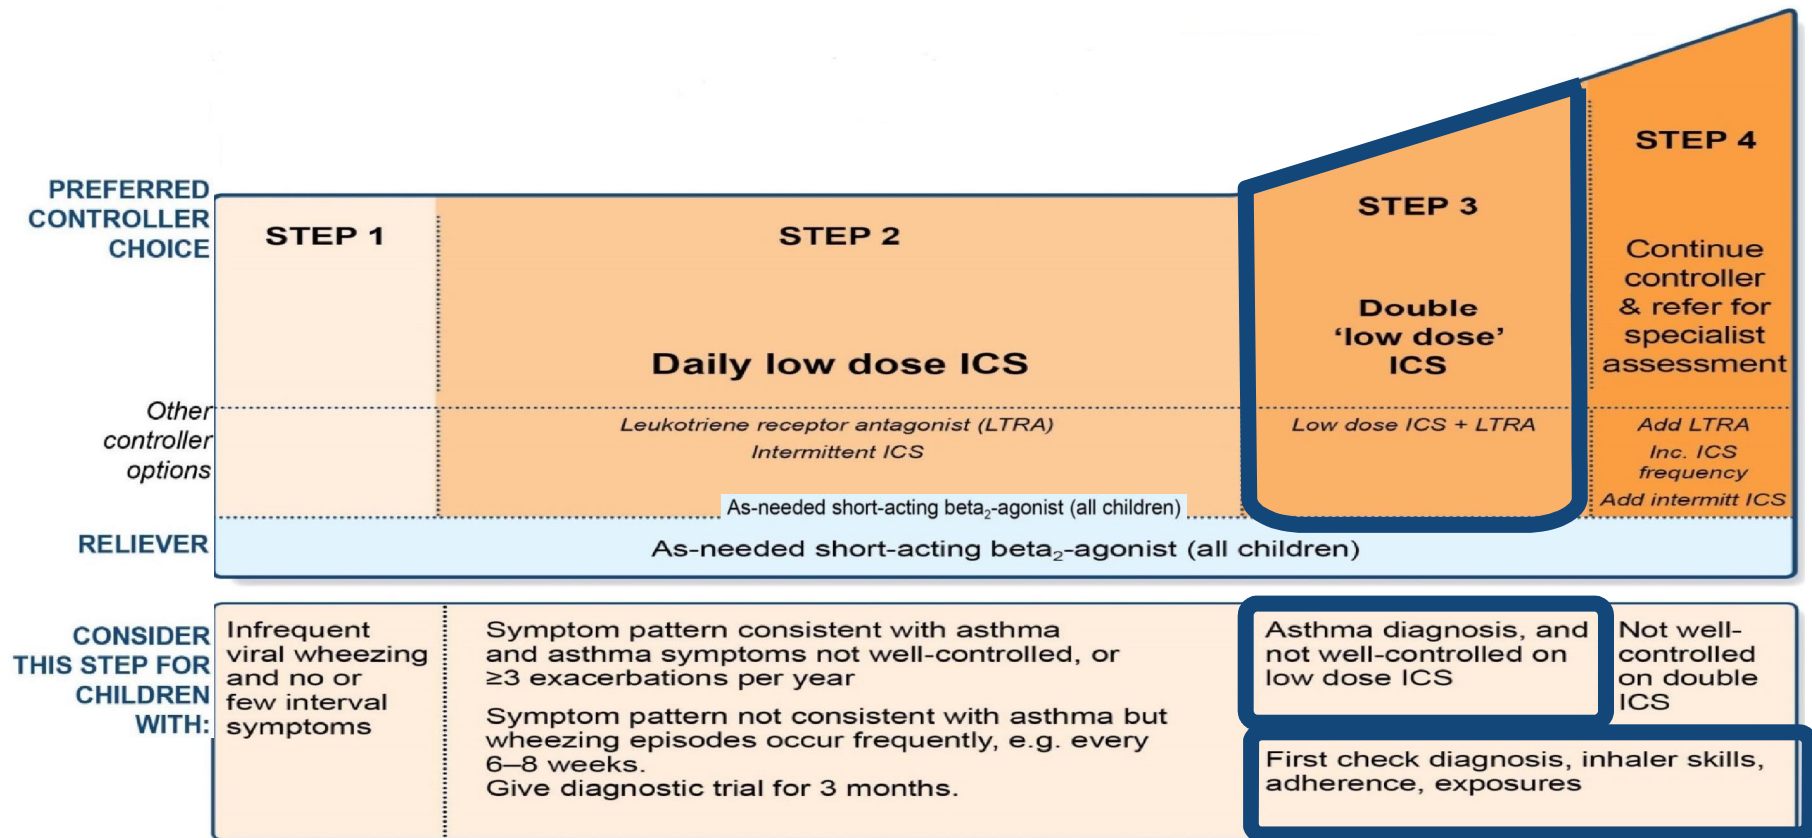 PREFERRED
CONTROLLER
CHOICE
STEP 1
STEP 2
Daily low dose ICS
STEP 3
Double
‘low dose’
ICS
STEP 4
Continue
controller
& refer for
specialist
assessment
Other
controller
options
Leukotriene receptor antagonist (LTRA)
Intermittent ICS
Low dose ICS + LTRA
Add LTRA
Inc. ICS
frequency
Add intermitt ICS
As-needed short-acting beta₂-agonist (all children)
RELIEVER
As-needed short-acting beta₂-agonist (all children)
CONSIDER
THIS STEP FOR
CHILDREN
WITH:
Infrequent
viral wheezing
and no or
few interval
symptoms
Symptom pattern consistent with asthma
and asthma symptoms not well-controlled, or
≥3 exacerbations per year
Symptom pattern not consistent with asthma but
wheezing episodes occur frequently, e.g. every
6–8 weeks.
Give diagnostic trial for 3 months.
Asthma diagnosis, and
not well-controlled on
low dose ICS
Not well-
controlled
on double
ICS
First check diagnosis, inhaler skills,
adherence, exposures